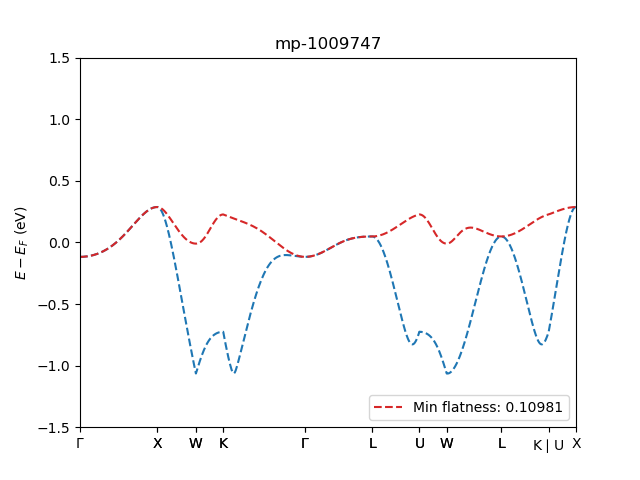 mp-1009747
E − E_F (eV)
1.5
1.0
0.5
0.0
−0.5
−1.0
−1.5
Min flatness: 0.10981
Γ X W K Γ L U W L K | U X